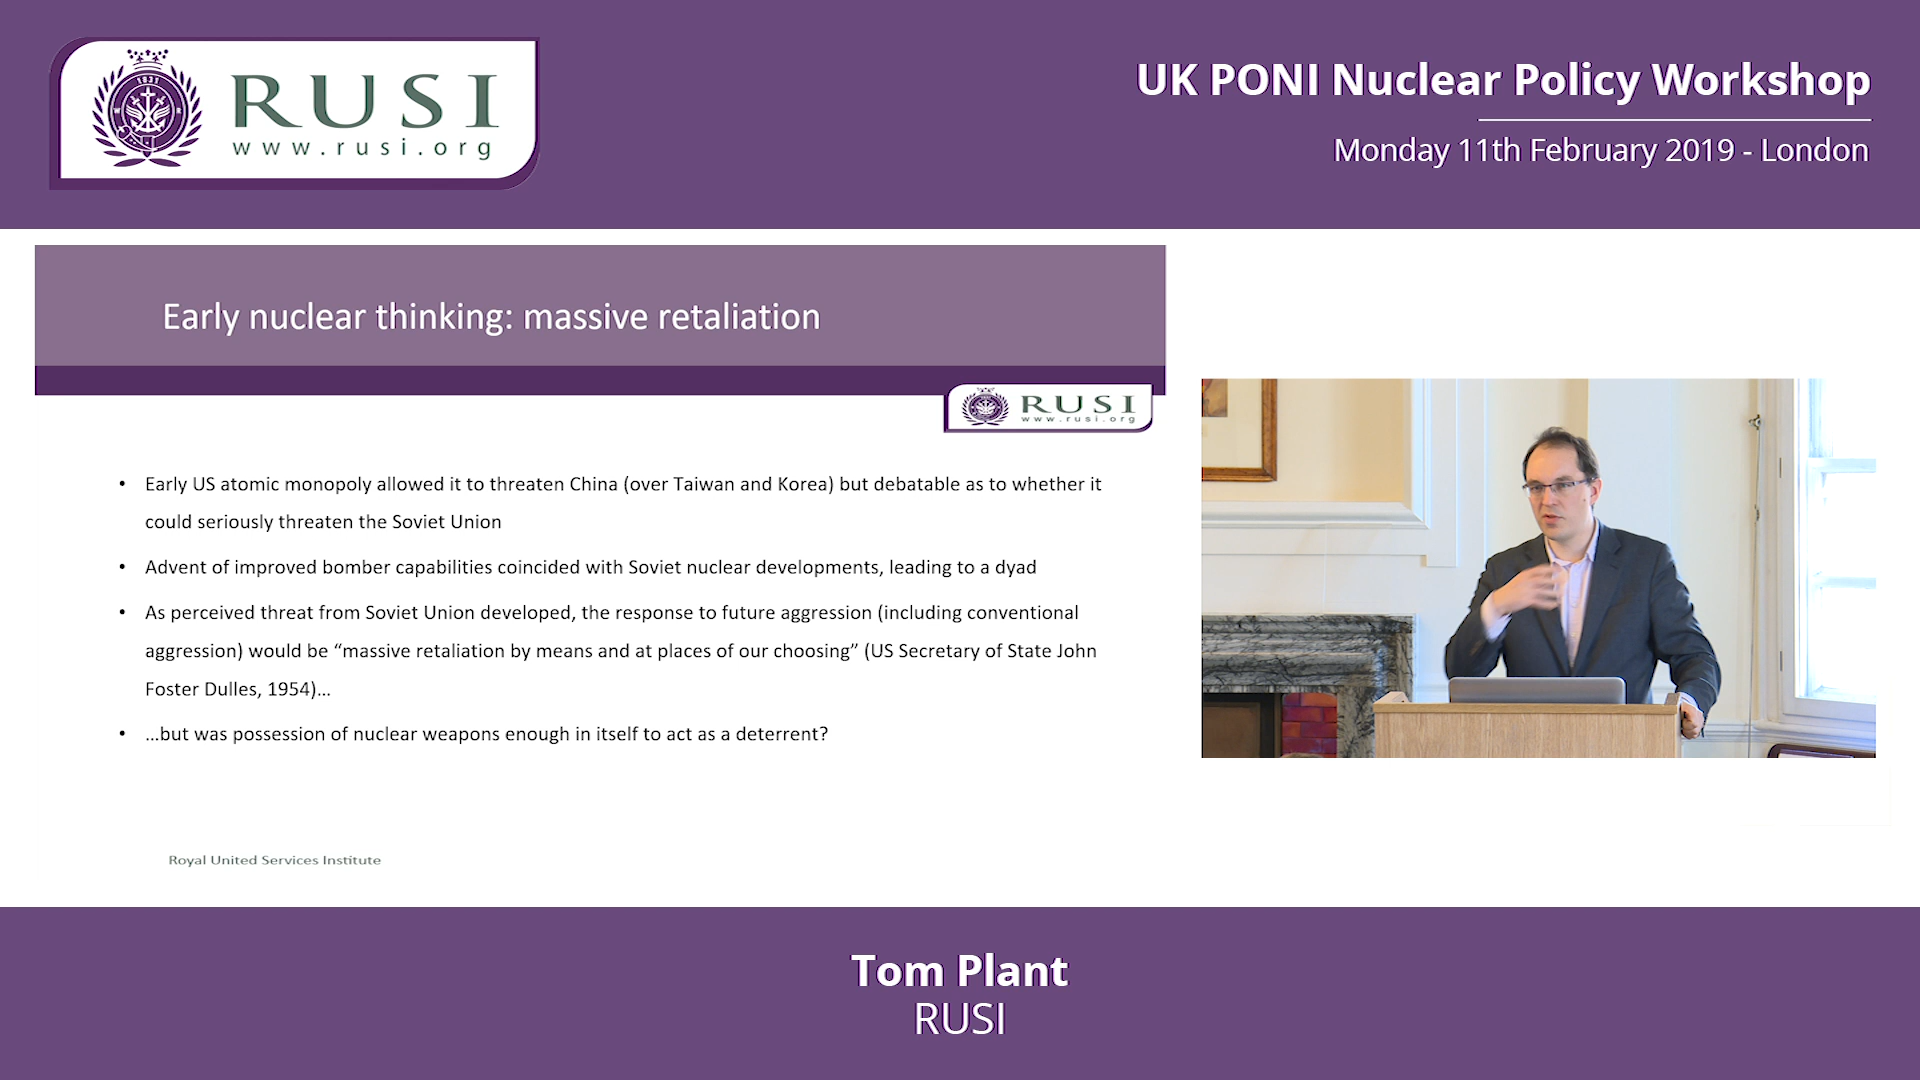 1831
RUSI
www.rusi.org
UK PONI Nuclear Policy Workshop
Monday 11th February 2019 - London
Early nuclear thinking: massive retaliation
RUSI
www.rusi.org
• Early US atomic monopoly allowed it to threaten China (over Taiwan and Korea) but debatable as to whether it
could seriously threaten the Soviet Union
• Advent of improved bomber capabilities coincided with Soviet nuclear developments, leading to a dyad
• As perceived threat from Soviet Union developed, the response to future aggression (including conventional
aggression) would be “massive retaliation by means and at places of our choosing” (US Secretary of State John
Foster Dulles, 1954)...
• ...but was possession of nuclear weapons enough in itself to act as a deterrent?
Royal United Services Institute
Tom Plant
RUSI